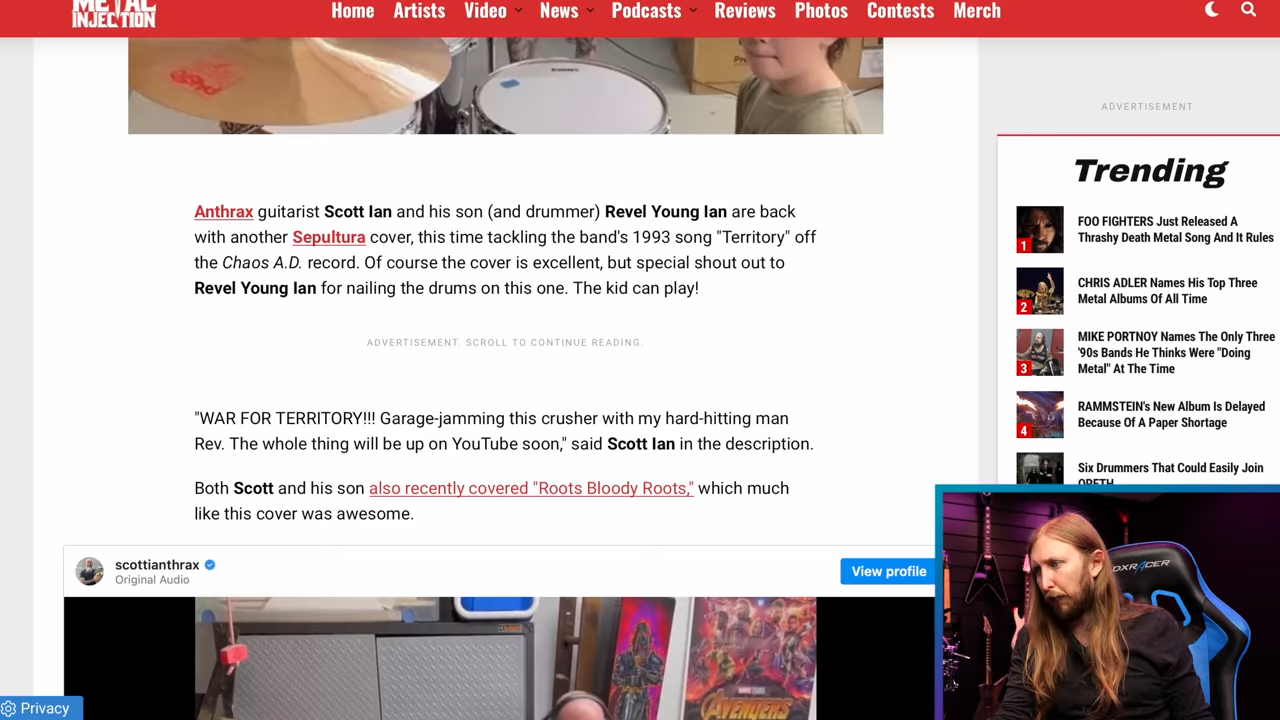 METAL
INJECTION
Home Artists Video News Podcasts Reviews Photos Contests Merch
ADVERTISEMENT
Anthrax guitarist Scott Ian and his son (and drummer) Revel Young Ian are back
with another Sepultura cover, this time tackling the band's 1993 song "Territory" off
the Chaos A.D. record. Of course the cover is excellent, but special shout out to
Revel Young Ian for nailing the drums on this one. The kid can play!
ADVERTISEMENT. SCROLL TO CONTINUE READING.
"WAR FOR TERRITORY!!! Garage-jamming this crusher with my hard-hitting man
Rev. The whole thing will be up on YouTube soon," said Scott Ian in the description.
Both Scott and his son also recently covered "Roots Bloody Roots," which much
like this cover was awesome.
scottianthrax
Original Audio
View profile
AVENGERS
Privacy
Trending
1
FOO FIGHTERS Just Released A
Thrashy Death Metal Song And It Rules
2
CHRIS ADLER Names His Top Three
Metal Albums Of All Time
3
MIKE PORTNOY Names The Only Three
'90s Bands He Thinks Were "Doing
Metal" At The Time
4
RAMMSTEIN's New Album Is Delayed
Because Of A Paper Shortage
Six Drummers That Could Easily Join
OPETH
DXRACER